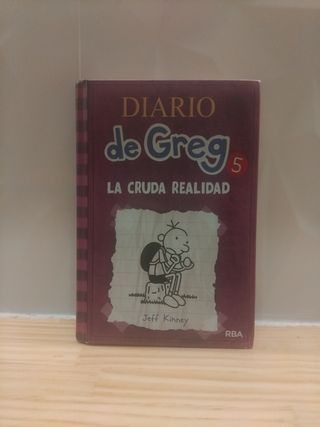 DIARIO
de Greg 5
LA CRUDA REALIDAD
Jeff Kinney
RBA